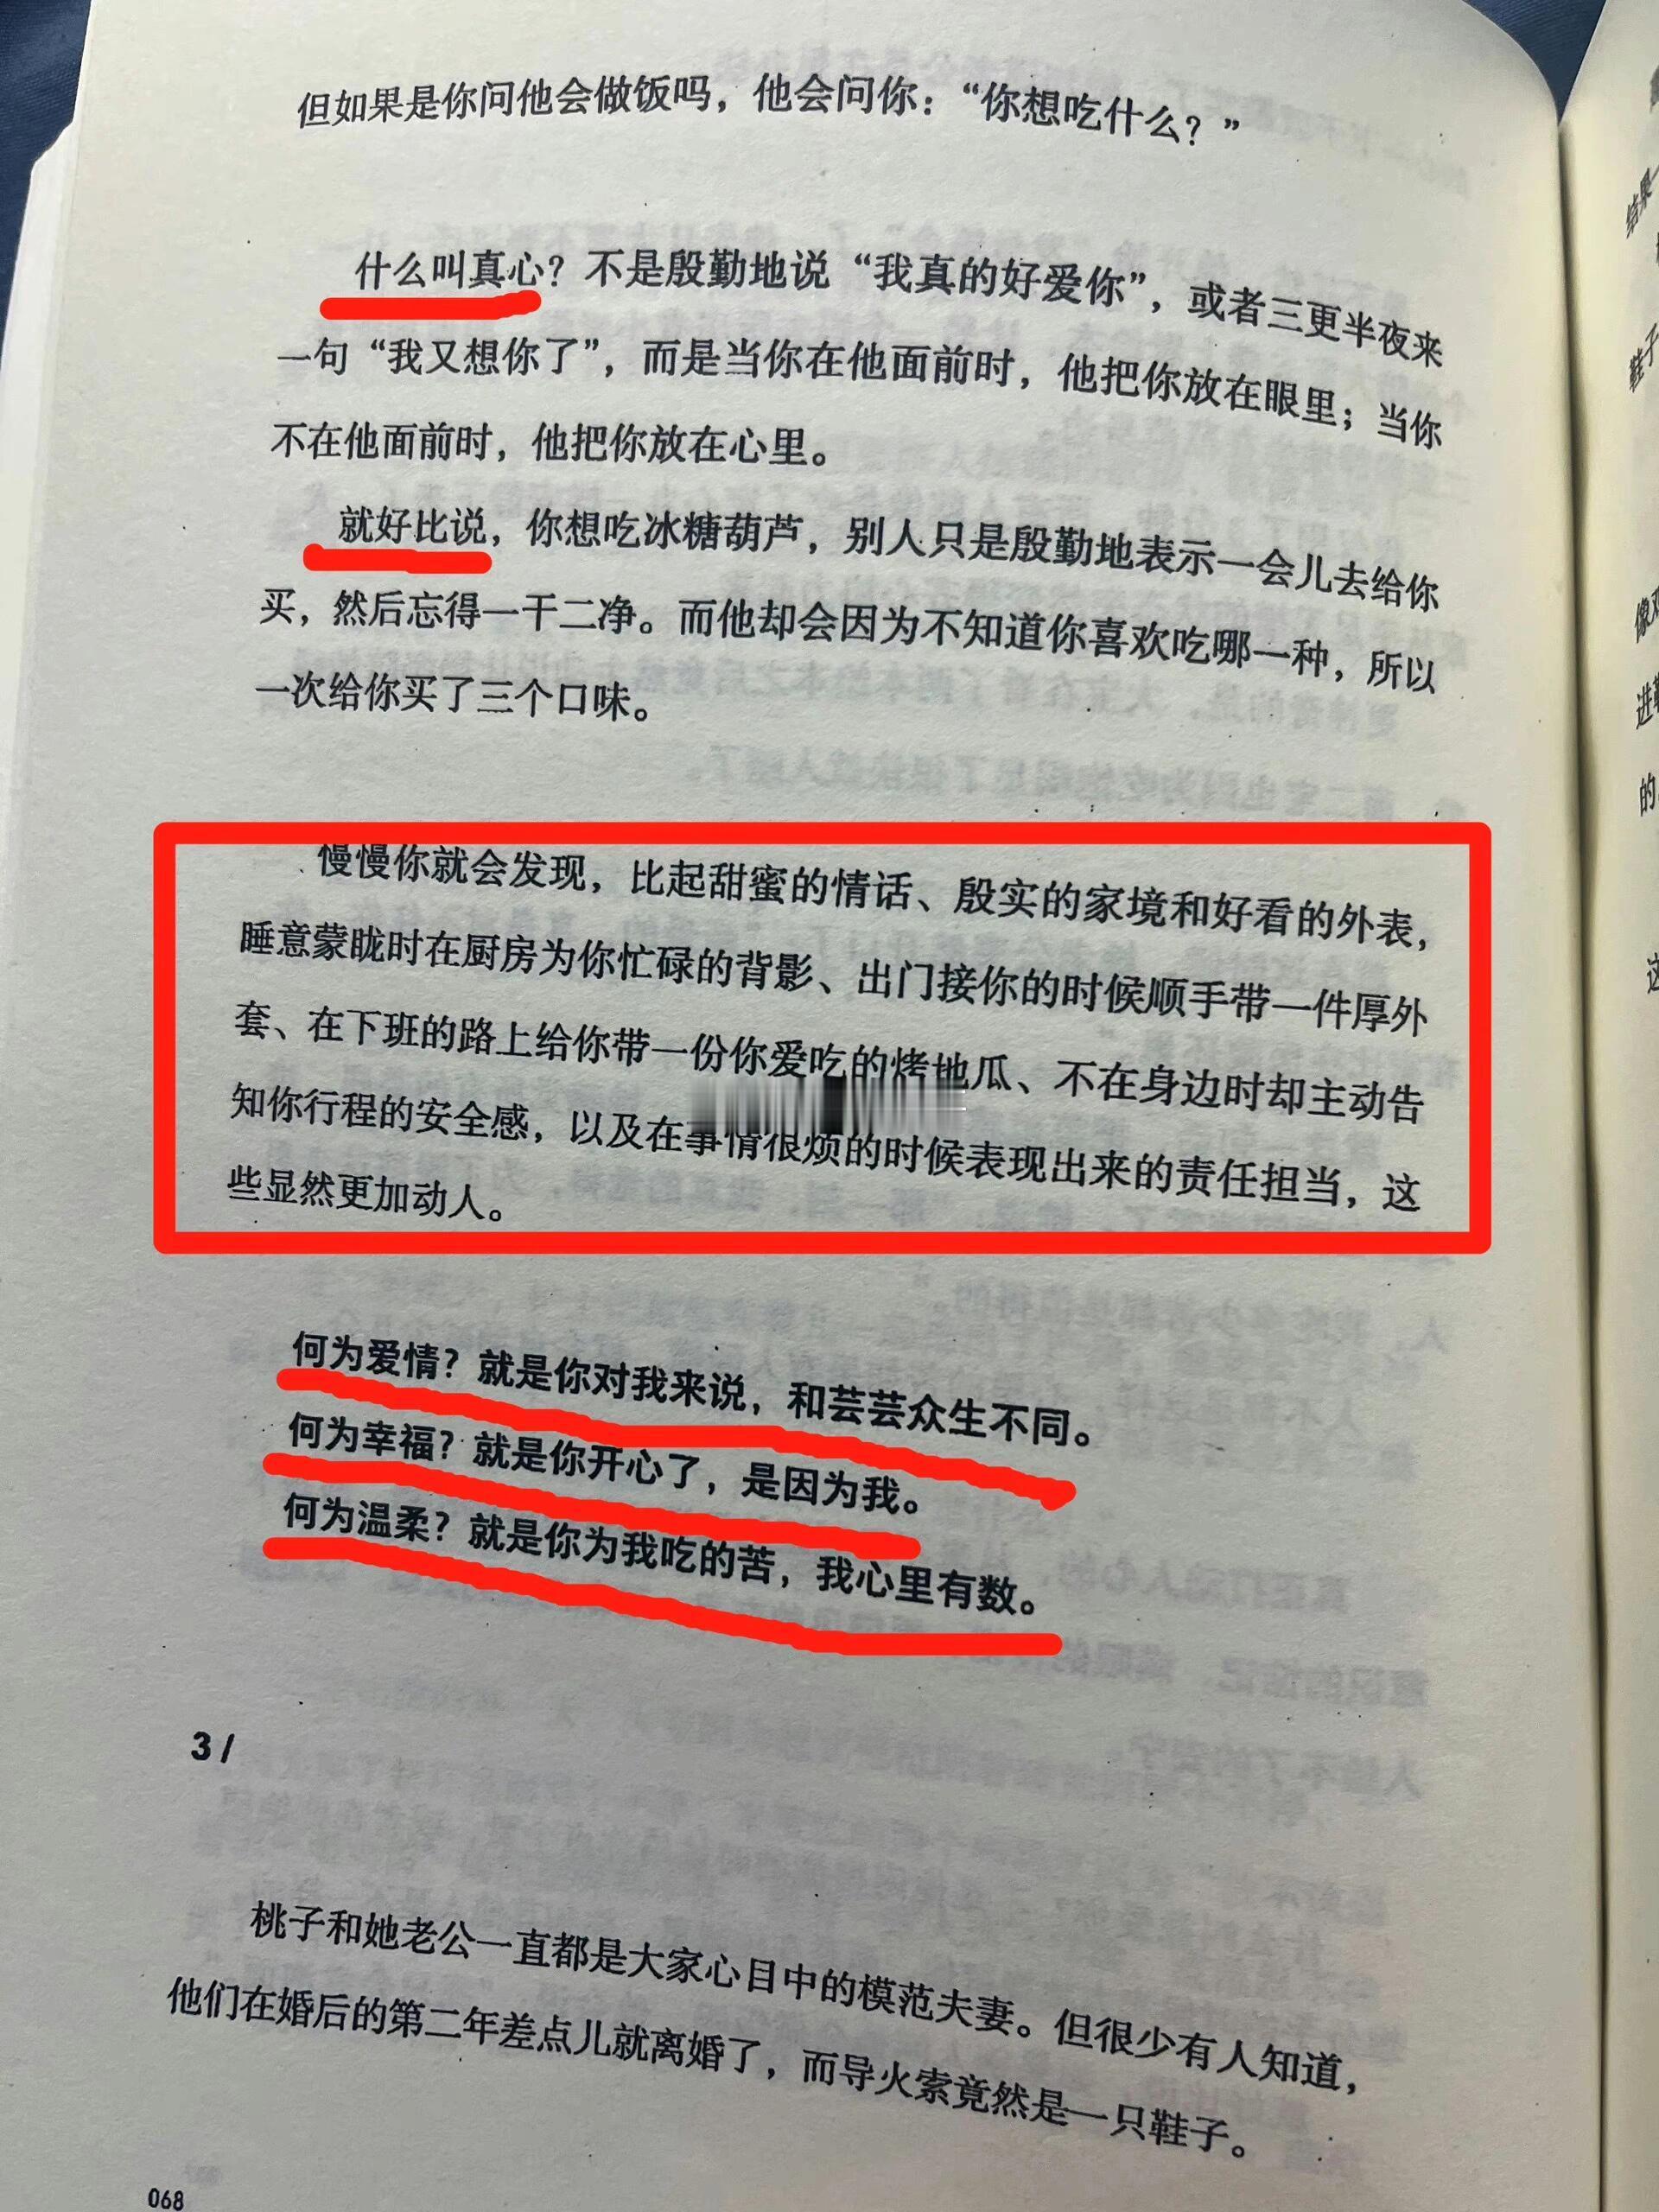 但如果是你问他会做饭吗，他会问你：“你想吃什么？”
什么叫真心？不是殷勤地说“我真的好爱你”，或者三更半夜来
一句“我又想你了”，而是当你在他面前时，他把你放在眼里；当你
不在他面前时，他把你放在心里。
就好比说，你想吃冰糖葫芦，别人只是殷勤地表示一会儿去给你
买，然后忘得一干二净。而他却会因为不知道你喜欢吃哪一种，所以
一次给你买了三个口味。
慢慢你就会发现，比起甜蜜的情话、殷实的家境和好看的外表，
睡意蒙眬时在厨房为你忙碌的背影、出门接你的时候顺手带一件厚外
套、在下班的路上给你带一份你爱吃的烤地瓜、不在身边时却主动告
知你行程的安全感，以及在事情很烦的时候表现出来的责任担当，这
些显然更加动人。
何为爱情？就是你对我来说，和芸芸众生不同。
何为幸福？就是你开心了，是因为我。
何为温柔？就是你为我吃的苦，我心里有数。
3/
桃子和她老公一直都是大家心目中的模范夫妻。但很少有人知道，
他们在婚后的第二年差点儿就离婚了，而导火索竟然是一只鞋子。
068
结果一
鞋子
的
这